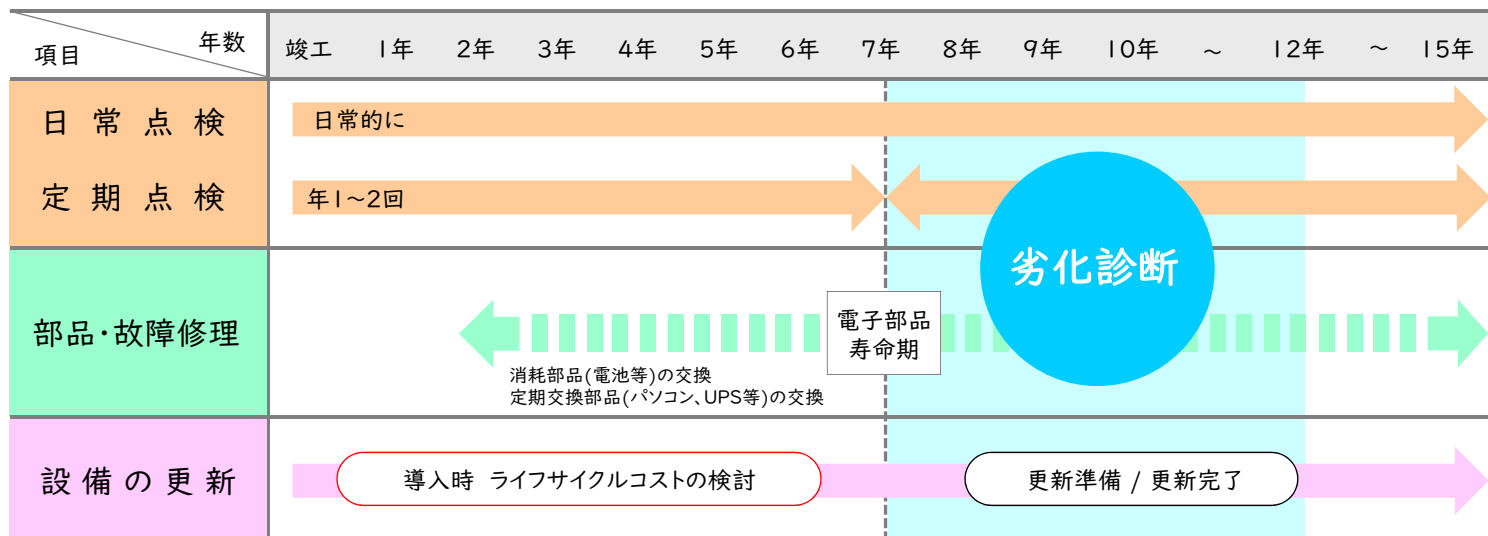 年数
項目
竣工 1年 2年 3年 4年 5年 6年 7年 8年 9年 10年 ～ 12年 ～ 15年
日常点検
日常的に
定期点検
年1～2回
劣化診断
部品・故障修理
電子部品
寿命期
消耗部品(電池等)の交換
定期交換部品(パソコン、UPS等)の交換
設備の更新
導入時 ライフサイクルコストの検討
更新準備 / 更新完了